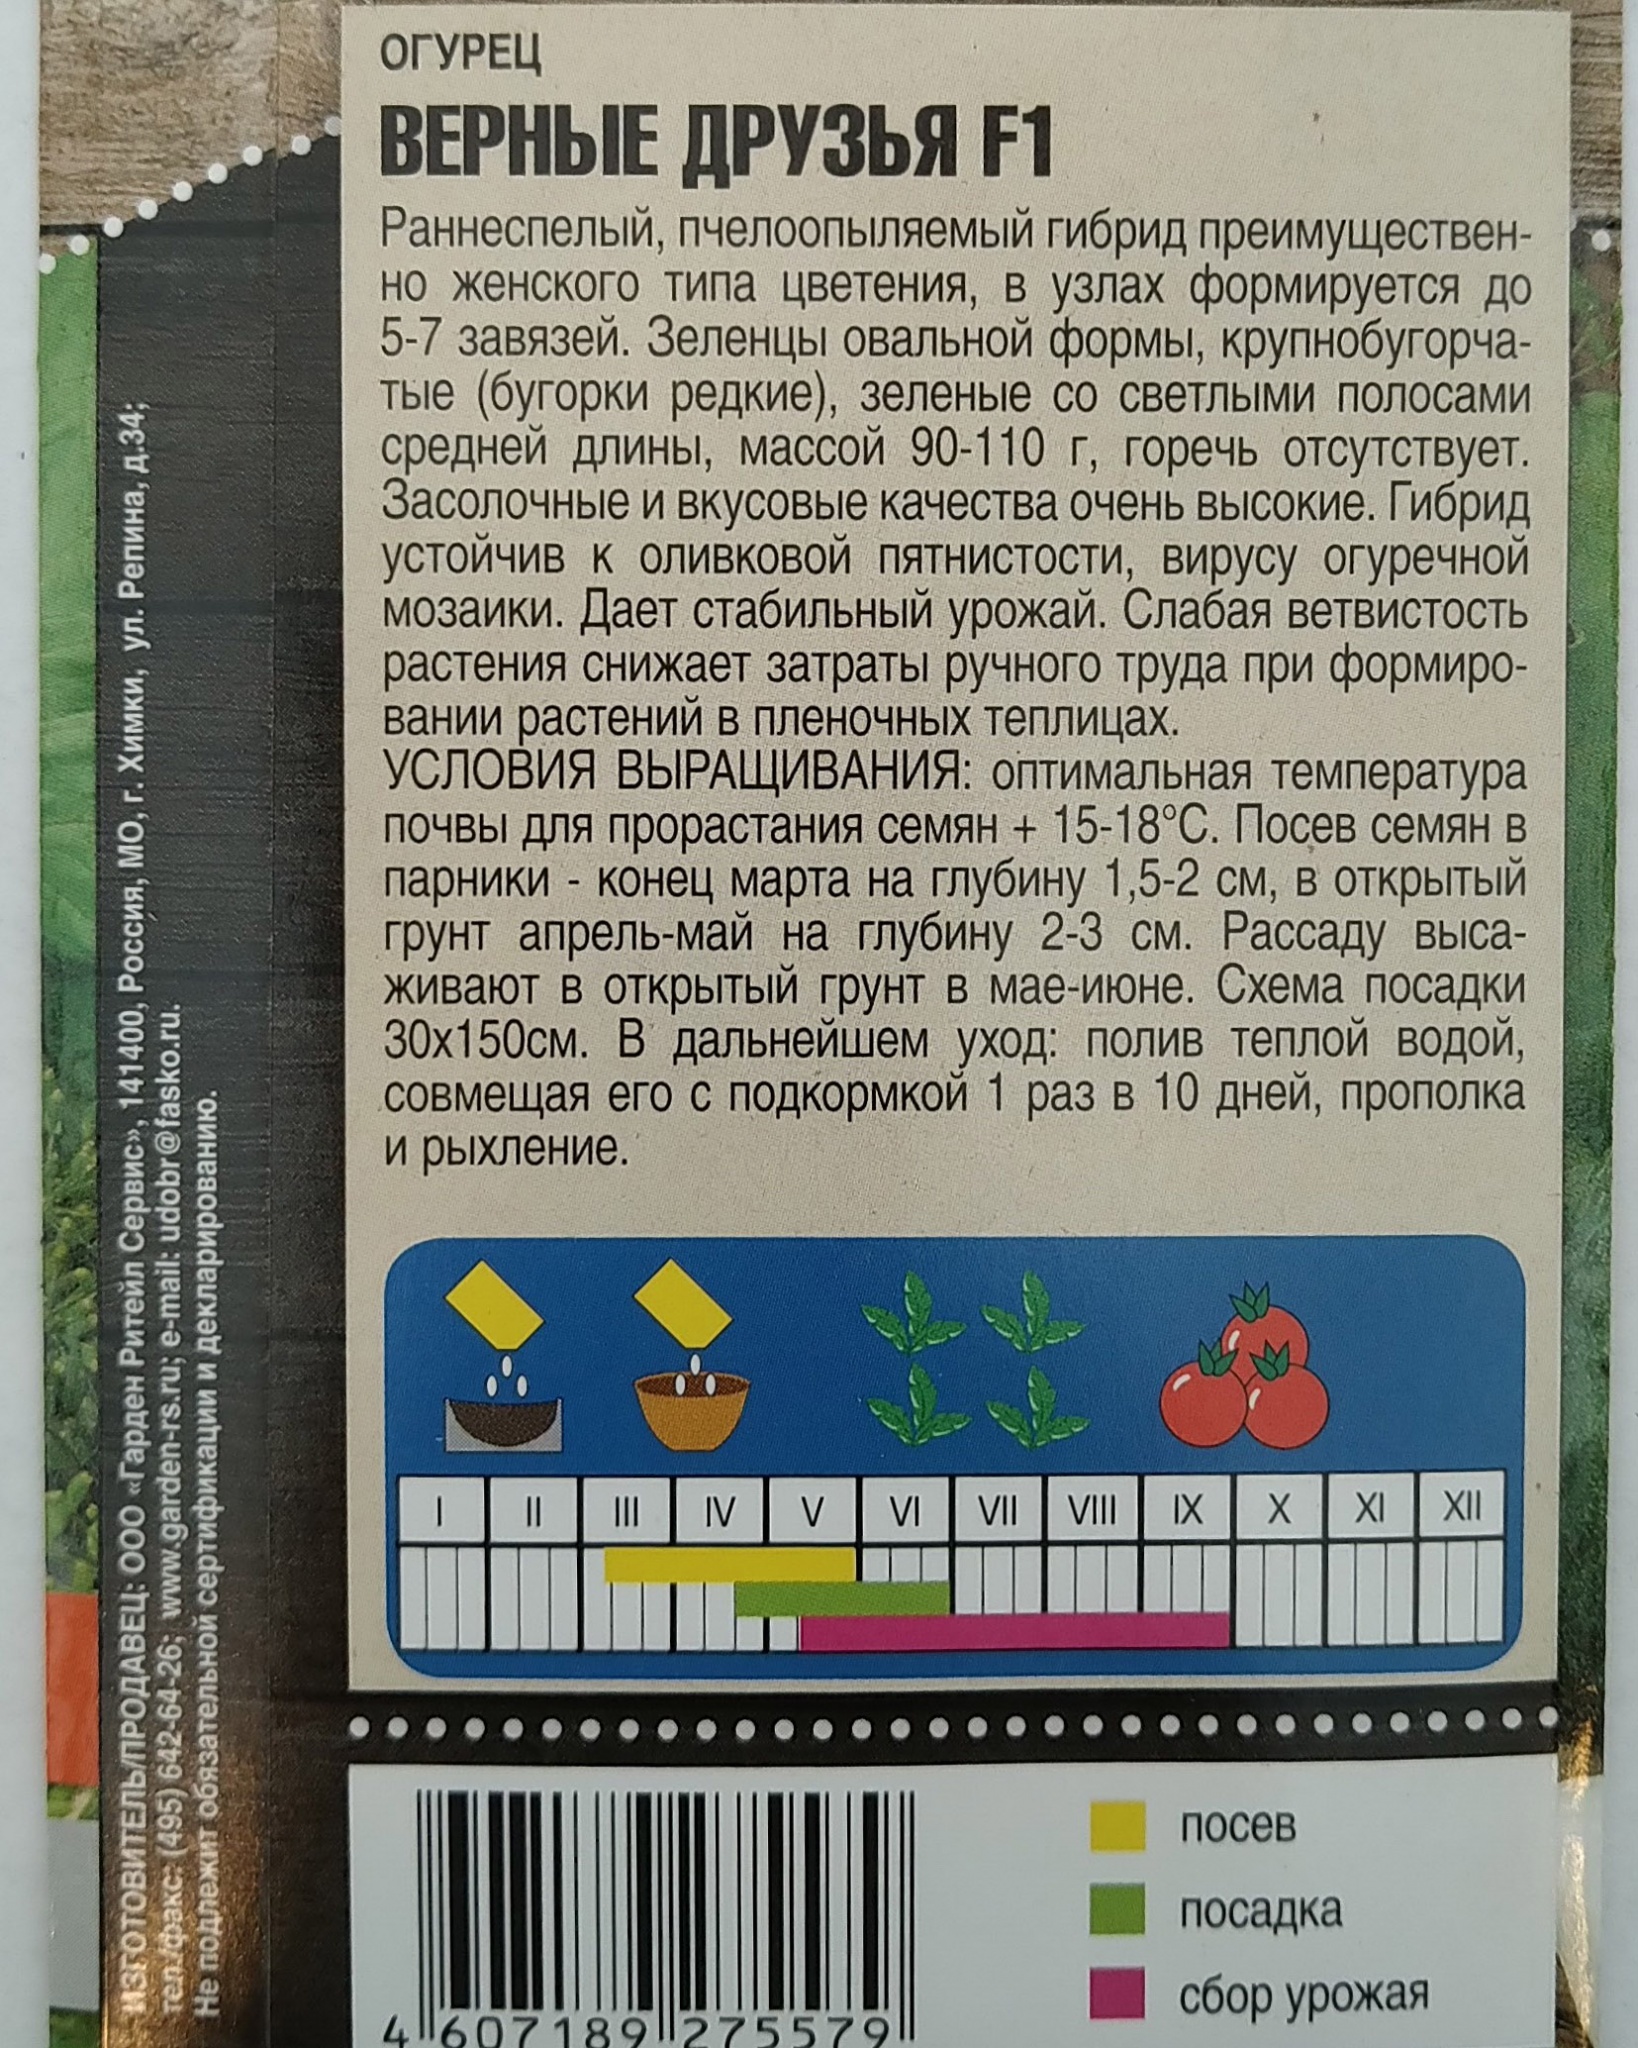 ОГУРЕЦ
ВЕРНЫЕ ДРУЗЬЯ F1
Раннеспелый, пчелоопыляемый гибрид преимуществен-
но женского типа цветения, в узлах формируется до
5-7 завязей. Зеленцы овальной формы, крупнобугорча-
тые (бугорки редкие), зеленые со светлыми полосами
средней длины, массой 90-110 г, горечь отсутствует.
Засолочные и вкусовые качества очень высокие. Гибрид
устойчив к оливковой пятнистости, вирусу огуречной
мозаики. Дает стабильный урожай. Слабая ветвистость
растения снижает затраты ручного труда при формиро-
вании растений в пленочных теплицах.
УСЛОВИЯ ВЫРАЩИВАНИЯ: оптимальная температура
почвы для прорастания семян + 15-18°С. Посев семян в
парники - конец марта на глубину 1,5-2 см, в открытый
грунт апрель-май на глубину 2-3 см. Рассаду выса-
живают в открытый грунт в мае-июне. Схема посадки
30х150см. В дальнейшем уход: полив теплой водой,
совмещая его с подкормкой 1 раз в 10 дней, прополка
и рыхление.
I II III IV V VI VII VIII IX X XI XII
посев
посадка
сбор урожая
4 607189 275579
ИЗГОТОВИТЕЛЬ/ПРОДАВЕЦ: ООО «Гарден Ритейл Сервис», 141400, Россия, МО, г. Химки, ул. Репина, д.34;
тел./факс: (495) 642-64-26; www.garden-rs.ru; e-mail: udobr@fasko.ru.
Не подлежит обязательной сертификации и декларированию.